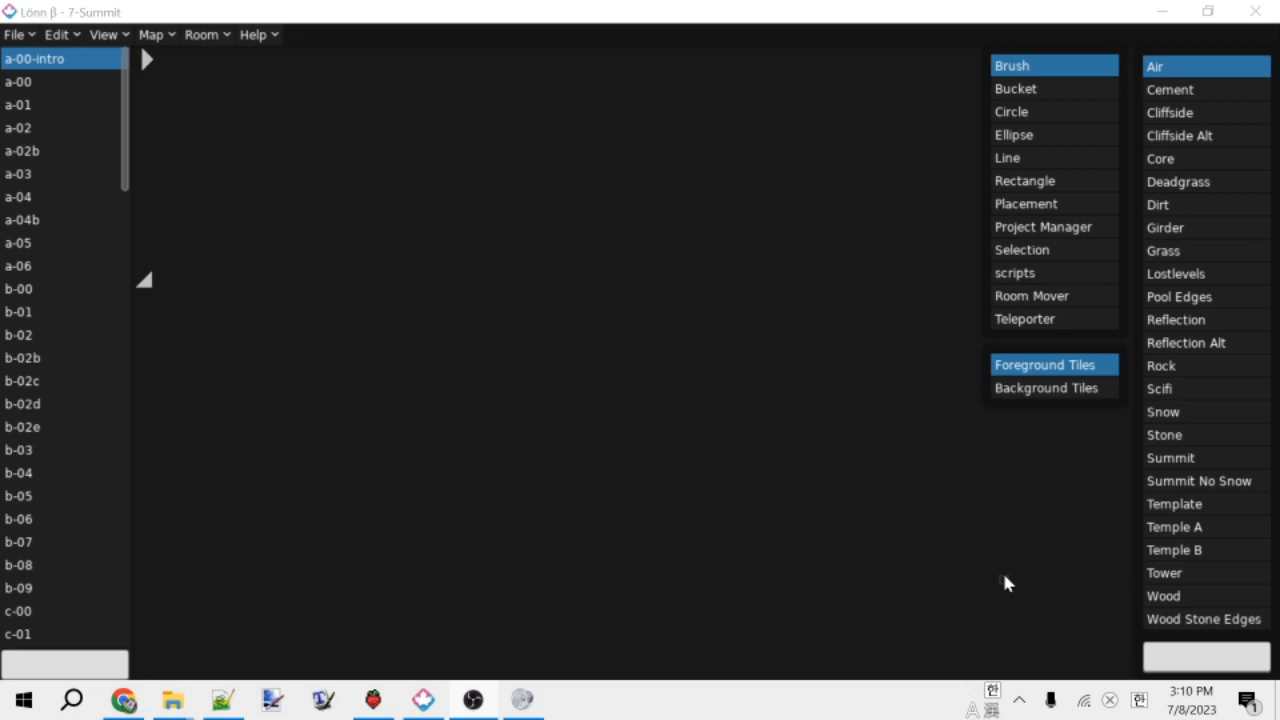 Lönn β - 7-Summit
File Edit View Map Room Help
a-00-intro
a-00
a-01
a-02
a-02b
a-03
a-04
a-04b
a-05
a-06
b-00
b-01
b-02
b-02b
b-02c
b-02d
b-02e
b-03
b-04
b-05
b-06
b-07
b-08
b-09
c-00
c-01
Brush
Bucket
Circle
Ellipse
Line
Rectangle
Placement
Project Manager
Selection
scripts
Room Mover
Teleporter
Foreground Tiles
Background Tiles
Air
Cement
Cliffside
Cliffside Alt
Core
Deadgrass
Dirt
Girder
Grass
Lostlevels
Pool Edges
Reflection
Reflection Alt
Rock
Scifi
Snow
Stone
Summit
Summit No Snow
Template
Temple A
Temple B
Tower
Wood
Wood Stone Edges
한
A 漢
한
3:10 PM
7/8/2023
1